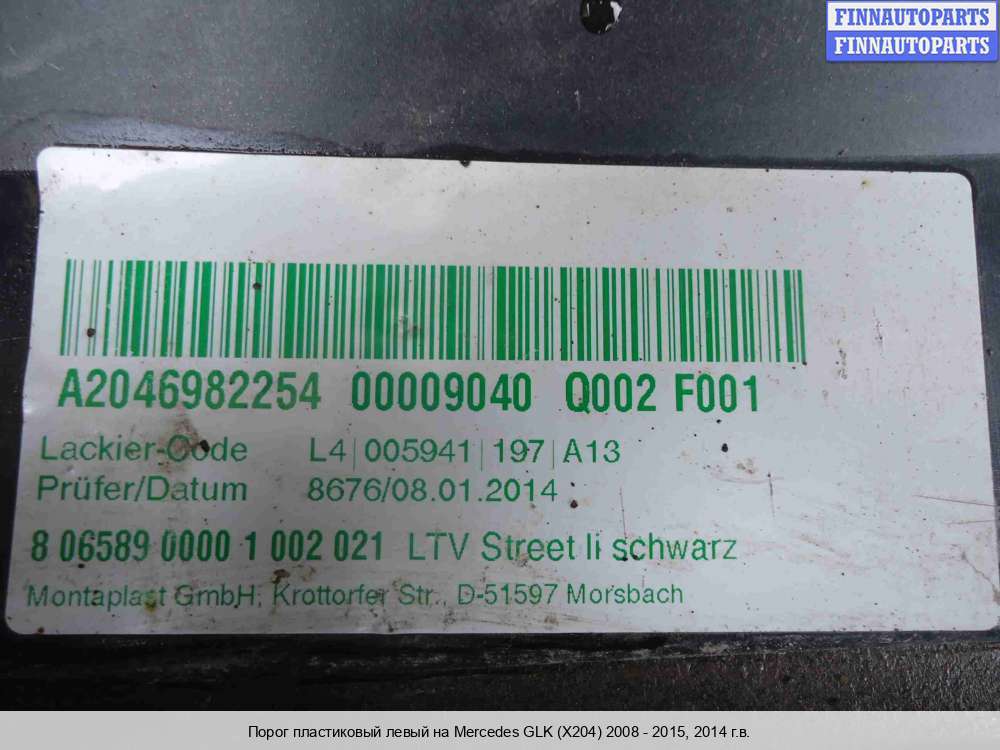 FINNAUTOPARTS
FINNAUTOPARTS
A2046982254 00009040 Q002 F001
Lackier-Code L4|005941|197|A13
Prüfer/Datum 8676/08.01.2014
8 06589 0000 1 002 021 LTV Street li schwarz
Montaplast GmbH, Krottorfer Str., D-51597 Morsbach
Порог пластиковый левый на Mercedes GLK (X204) 2008 - 2015, 2014 г.в.